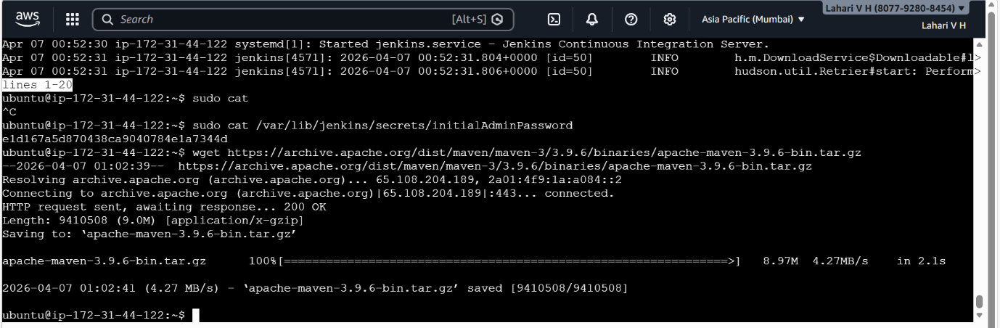 aws
Search
[Alt+S]
Asia Pacific (Mumbai) ▼
Lahari V H (8077-9280-8454) ▼
Lahari V H
Apr 07 00:52:30 ip-172-31-44-122 systemd[1]: Started jenkins.service - Jenkins Continuous Integration Server.
Apr 07 00:52:31 ip-172-31-44-122 jenkins[4571]: 2026-04-07 00:52:31.804+0000 [id=50]        INFO        h.m.DownloadService$Downloadable#l>
Apr 07 00:52:31 ip-172-31-44-122 jenkins[4571]: 2026-04-07 00:52:31.806+0000 [id=50]        INFO        hudson.util.Retrier#start: Perform>
lines 1-20
ubuntu@ip-172-31-44-122:~$ sudo cat
^C
ubuntu@ip-172-31-44-122:~$ sudo cat /var/lib/jenkins/secrets/initialAdminPassword
e1d167a5d870438ca9040784e1a7344d
ubuntu@ip-172-31-44-122:~$ wget https://archive.apache.org/dist/maven/maven-3/3.9.6/binaries/apache-maven-3.9.6-bin.tar.gz
--2026-04-07 01:02:39--  https://archive.apache.org/dist/maven/maven-3/3.9.6/binaries/apache-maven-3.9.6-bin.tar.gz
Resolving archive.apache.org (archive.apache.org)... 65.108.204.189, 2a01:4f9:1a:a084::2
Connecting to archive.apache.org (archive.apache.org)|65.108.204.189|:443... connected.
HTTP request sent, awaiting response... 200 OK
Length: 9410508 (9.0M) [application/x-gzip]
Saving to: ‘apache-maven-3.9.6-bin.tar.gz’
apache-maven-3.9.6-bin.tar.gz      100%[===============================================================>]   8.97M  4.27MB/s    in 2.1s
2026-04-07 01:02:41 (4.27 MB/s) - ‘apache-maven-3.9.6-bin.tar.gz’ saved [9410508/9410508]
ubuntu@ip-172-31-44-122:~$